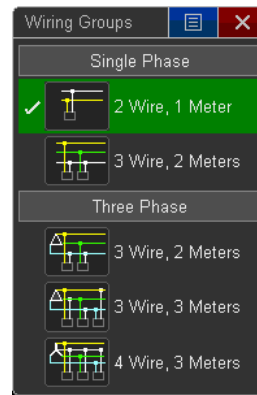 Wiring Groups
Single Phase
2 Wire, 1 Meter
3 Wire, 2 Meters
Three Phase
3 Wire, 2 Meters
3 Wire, 3 Meters
4 Wire, 3 Meters